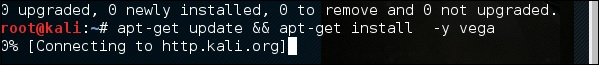 0 upgraded, 0 newly installed, 0 to remove and 0 not upgraded.
root@kali:~# apt-get update && apt-get install  -y vega
0% [Connecting to http.kali.org]